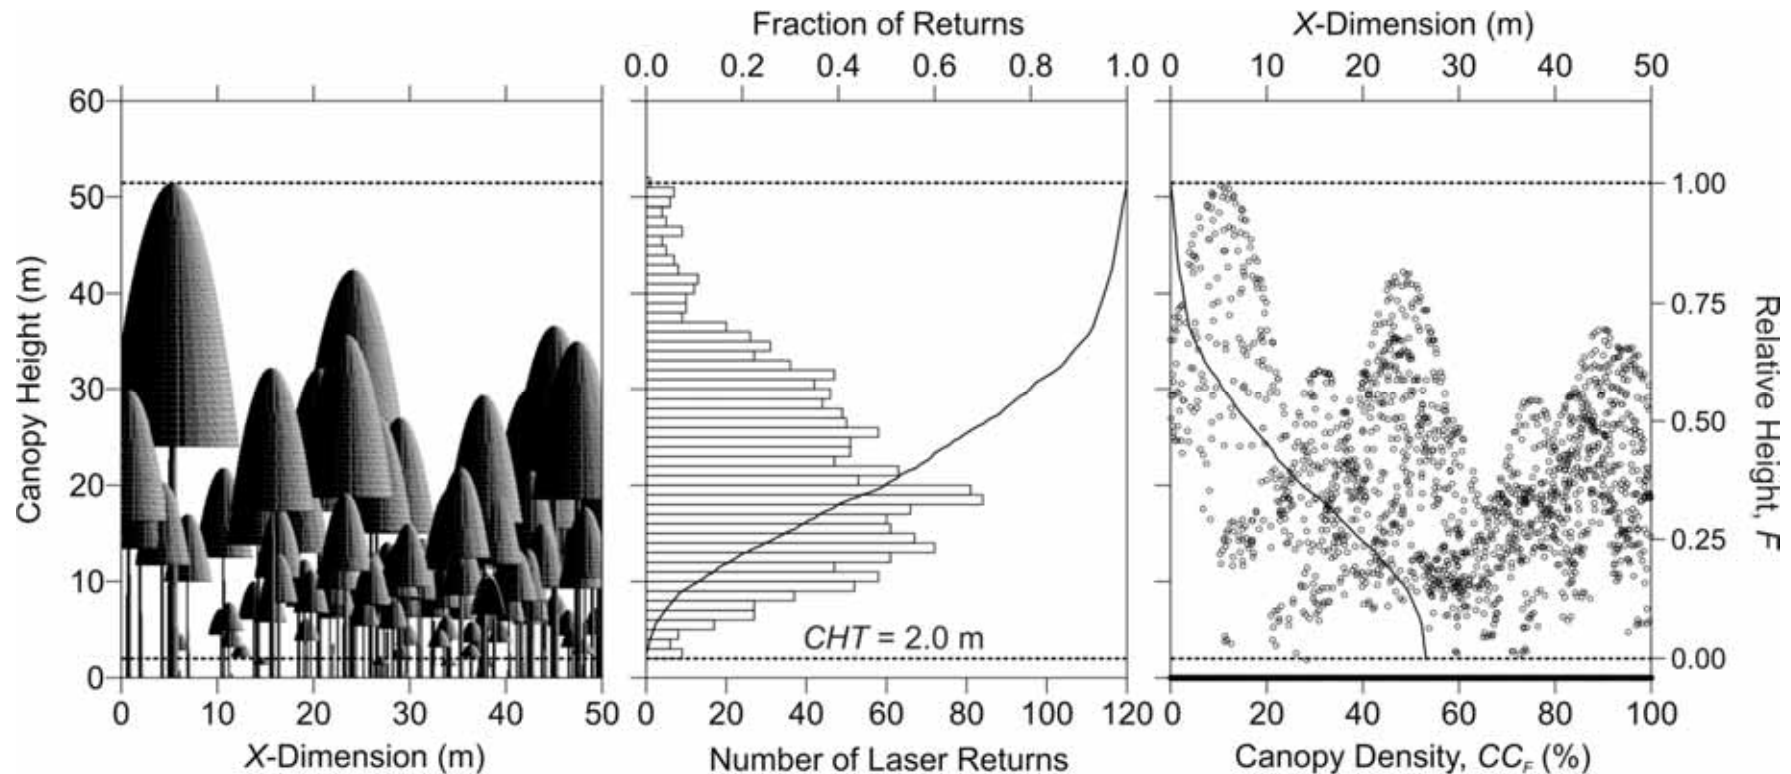 Fraction of Returns
X-Dimension (m)
0.0 0.2 0.4 0.6 0.8 1.0 0 10 20 30 40 50
60
50
40
30
20
10
0
Canopy Height (m)
1.00
0.75
0.50
0.25
0.00
Relative Height, F
CHT = 2.0 m
0 10 20 30 40 50 0 20 40 60 80 100 120 0 20 40 60 80 100
X-Dimension (m)
Number of Laser Returns
Canopy Density, CC_F (%)